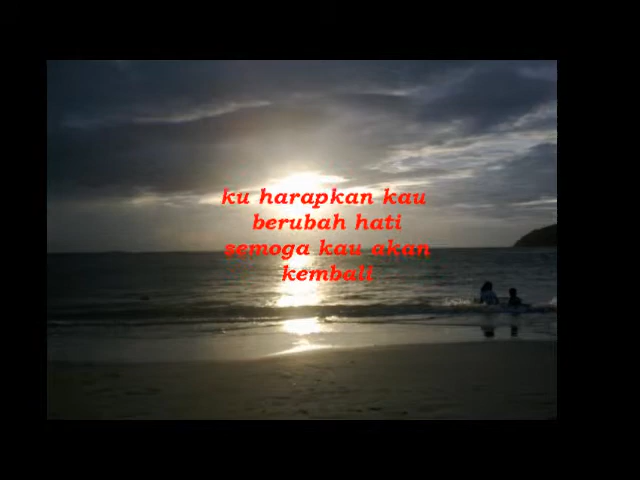 ku harapkan kau
berubah hati
semoga kau akan
kembali